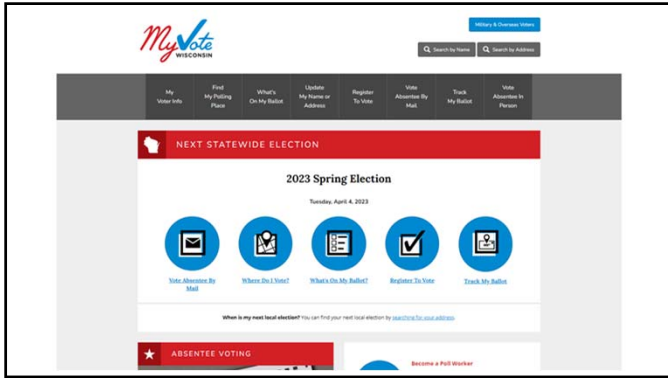 Military & Overseas Voters
MyVote
WISCONSIN
Search by Name
Search by Address
My
Voter Info
Find
My Polling
Place
What's
On My Ballot
Update
My Name or
Address
Register
To Vote
Vote
Absentee By
Mail
Track
My Ballot
Vote
Absentee In
Person
NEXT STATEWIDE ELECTION
2023 Spring Election
Tuesday, April 4, 2023
Vote Absentee By
Mail
Where Do I Vote?
What's On My Ballot?
Register To Vote
Track My Ballot
When is my next local election? You can find your next local election by searching for your address.
ABSENTEE VOTING
Become a Poll Worker